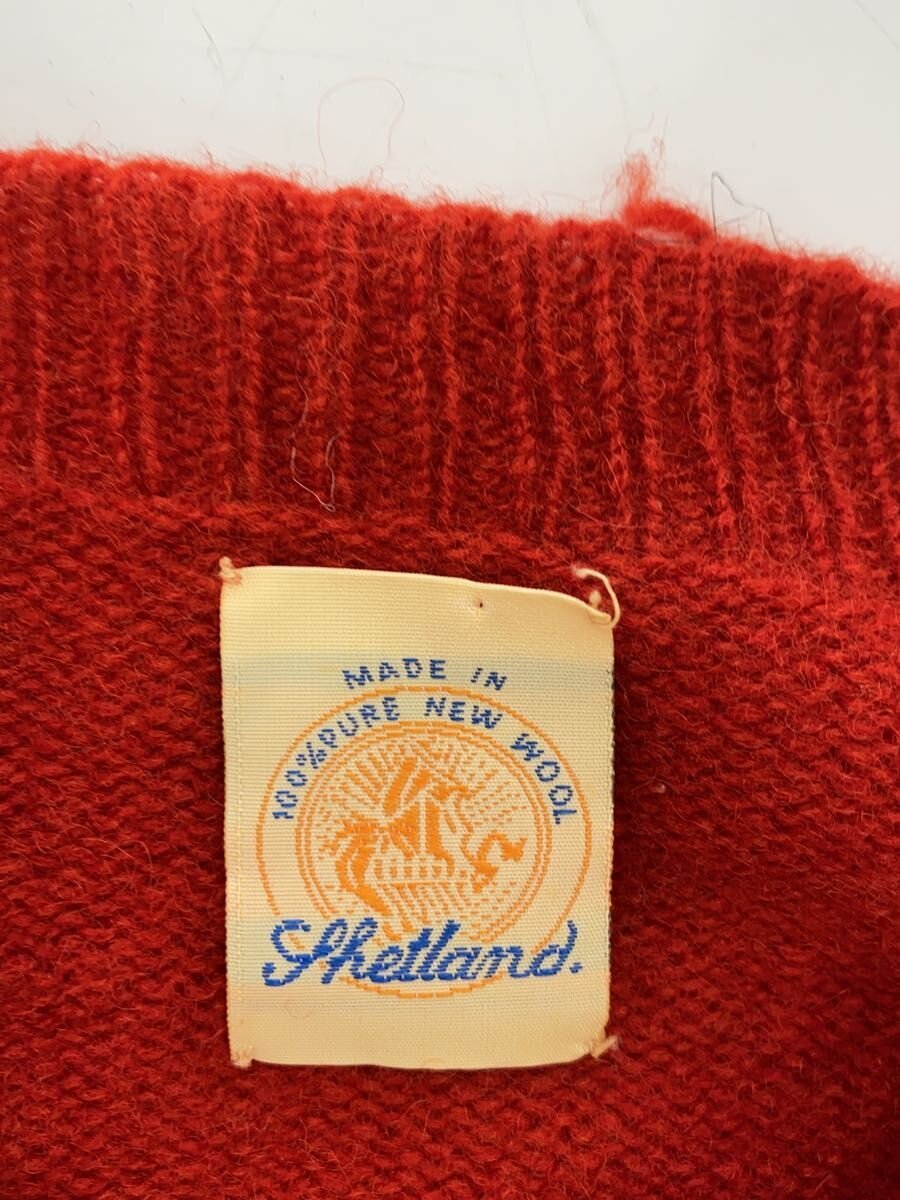 MADE IN
100% PURE NEW WOOL
Shetland.